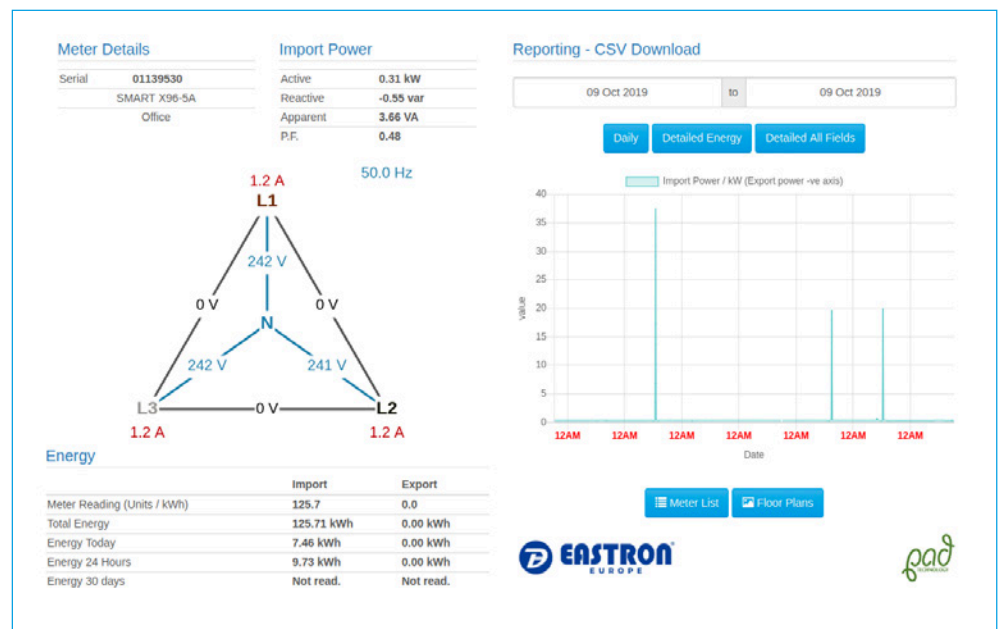 Meter Details
Serial 01139530
SMART X96-5A
Office
Import Power
Active 0.31 kW
Reactive -0.55 var
Apparent 3.66 VA
P.F. 0.48
50.0 Hz
1.2 A
L1
242 V
0 V 0 V
N
242 V 241 V
L3 0 V L2
1.2 A 1.2 A
Energy
Import Export
Meter Reading (Units / kWh) 125.7 0.0
Total Energy 125.71 kWh 0.00 kWh
Energy Today 7.46 kWh 0.00 kWh
Energy 24 Hours 9.73 kWh 0.00 kWh
Energy 30 days Not read. Not read.
Reporting - CSV Download
09 Oct 2019 to 09 Oct 2019
Daily Detailed Energy Detailed All Fields
Import Power / kW (Export power -ve axis)
40
35
30
25
20
15
10
5
0
value
12AM 12AM 12AM 12AM 12AM 12AM 12AM
Date
Meter List Floor Plans
EASTRON
EUROPE
pad
TECHNOLOGY